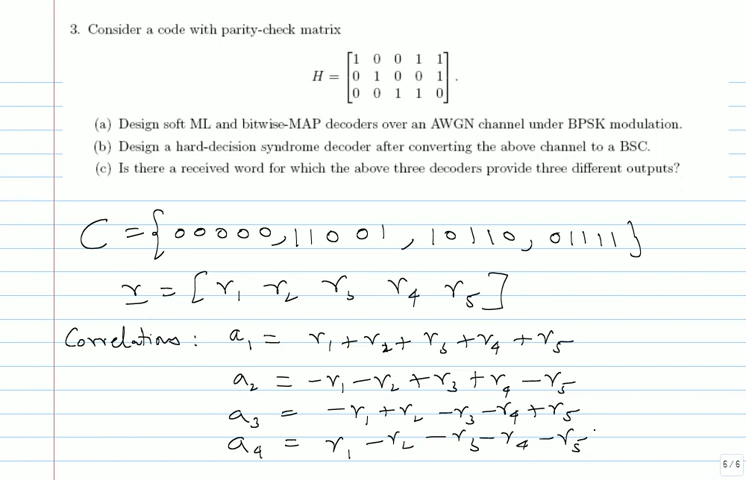 3. Consider a code with parity-check matrix
H = [1 0 0 1 1
0 1 0 0 1
0 0 1 1 0].
(a) Design soft ML and bitwise-MAP decoders over an AWGN channel under BPSK modulation.
(b) Design a hard-decision syndrome decoder after converting the above channel to a BSC.
(c) Is there a received word for which the above three decoders provide three different outputs?
C = {00000, 11001, 10110, 01111}
r = [r1 r2 r3 r4 r5]
Correlations: a1 = r1 + r2 + r3 + r4 + r5
a2 = -r1 - r2 + r3 + r4 - r5
a3 = -r1 + r2 - r3 - r4 + r5
a4 = r1 - r2 - r3 - r4 - r5
6 / 6